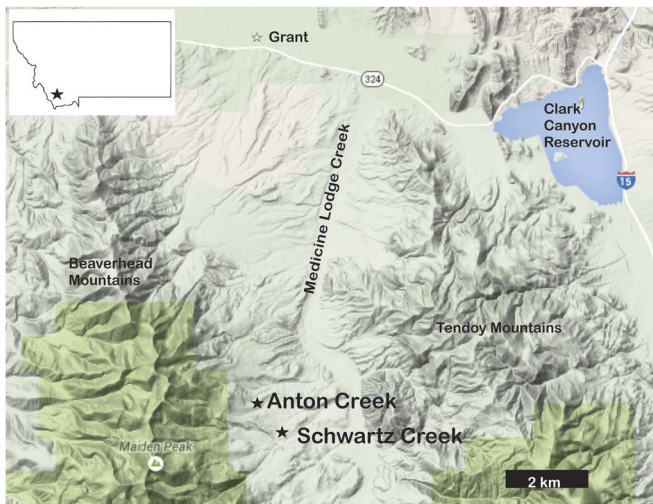 Grant
324
Clark
Canyon
Reservoir
15
Medicine Lodge Creek
Beaverhead
Mountains
Tendoy Mountains
Anton Creek
Schwartz Creek
Maiden Peak
2 km